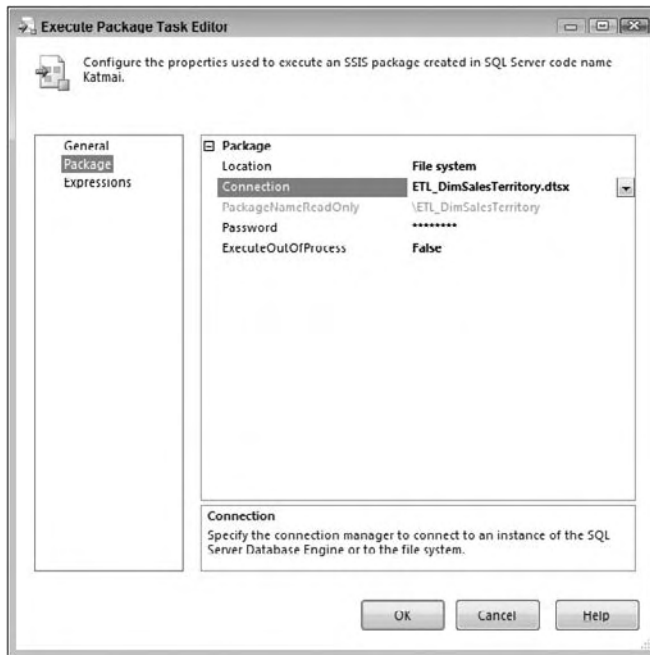 Execute Package Task Editor
Configure the properties used to execute an SSIS package created in SQL Server code name
Katmai.
General
Package
Expressions
Package
Location File system
Connection ETL_DimSalesTerritory.dtsx
PackageNameReadOnly \ETL_DimSalesTerritory
Password ********
ExecuteOutOfProcess False
Connection
Specify the connection manager to connect to an instance of the SQL
Server Database Engine or to the file system.
OK Cancel Help